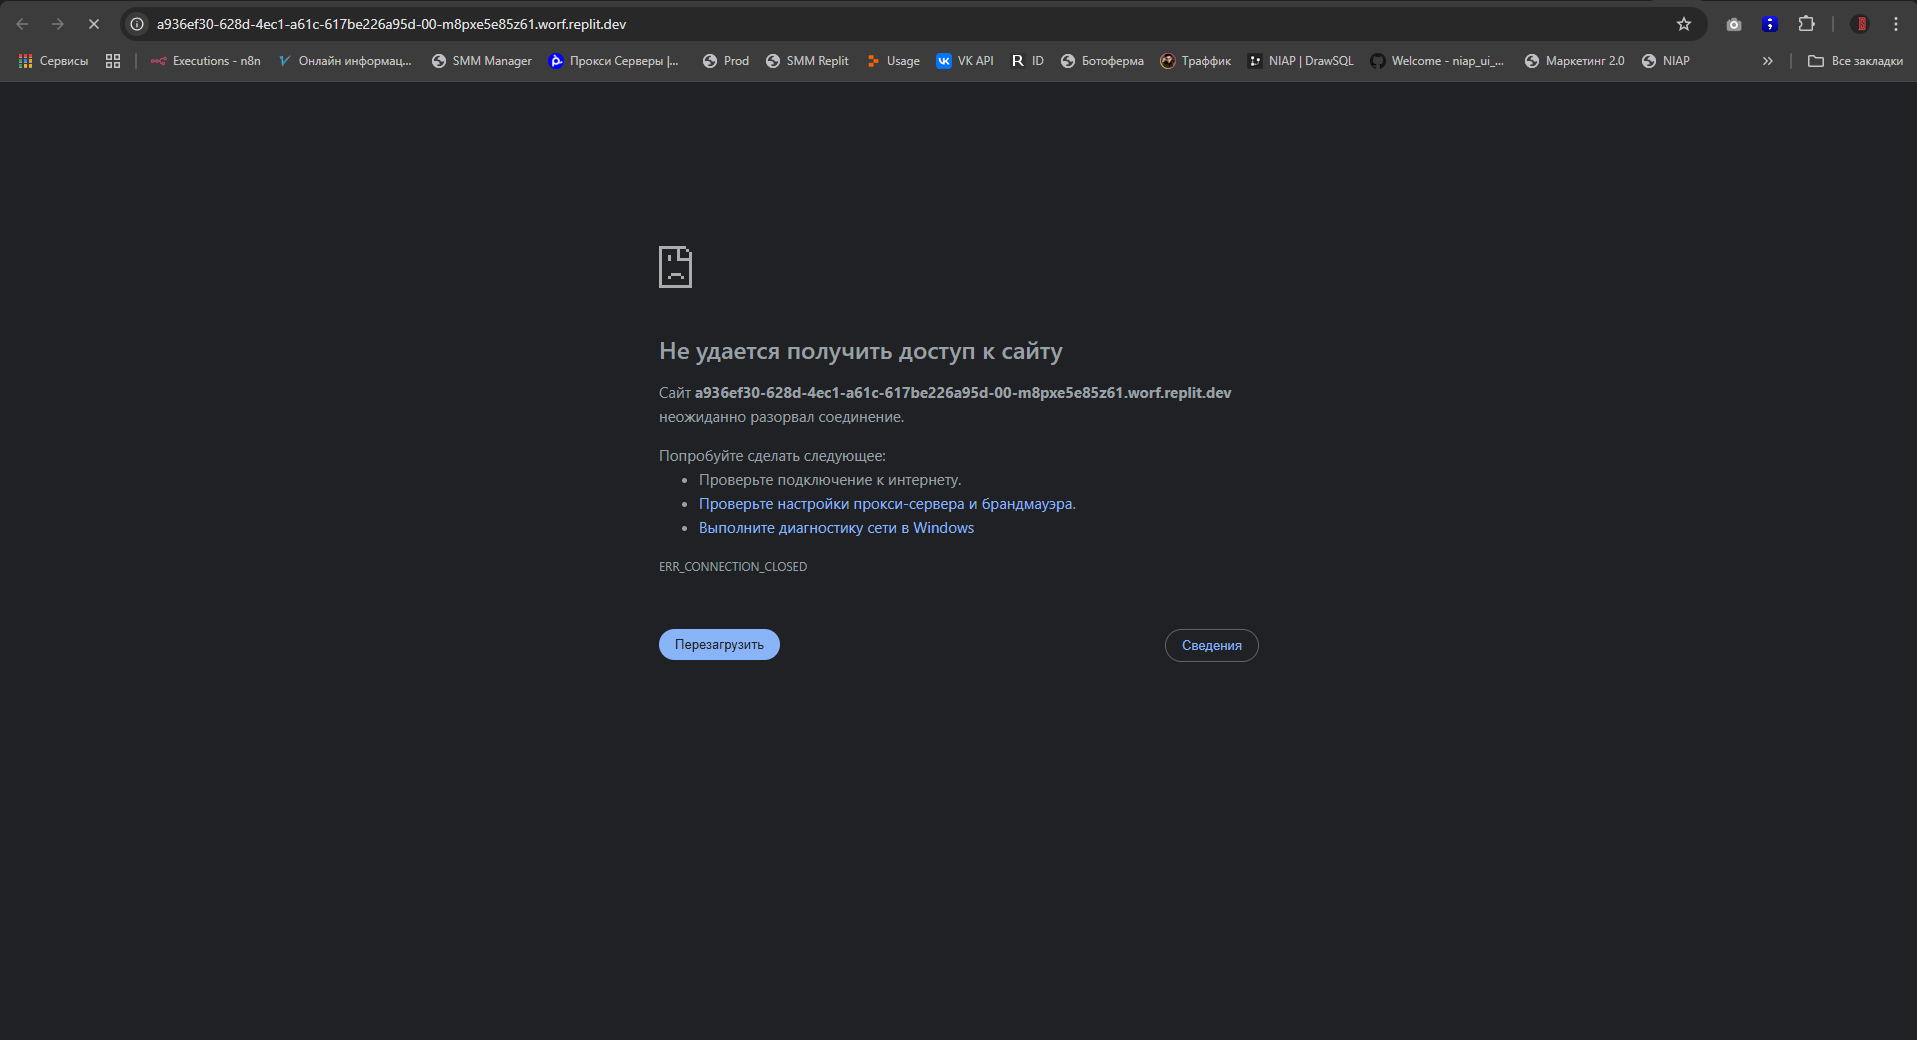 a936ef30-628d-4ec1-a61c-617be226a95d-00-m8pxe5e85z61.worf.replit.dev
Сервисы Executions - n8n Онлайн информац... SMM Manager Прокси Серверы |... Prod SMM Replit Usage VK API ID Ботоферма Траффик NIAP | DrawSQL Welcome - niap_ui_... Маркетинг 2.0 NIAP Все закладки
Не удается получить доступ к сайту
Сайт a936ef30-628d-4ec1-a61c-617be226a95d-00-m8pxe5e85z61.worf.replit.dev
неожиданно разорвал соединение.
Попробуйте сделать следующее:
• Проверьте подключение к интернету.
• Проверьте настройки прокси-сервера и брандмауэра.
• Выполните диагностику сети в Windows
ERR_CONNECTION_CLOSED
Перезагрузить Сведения